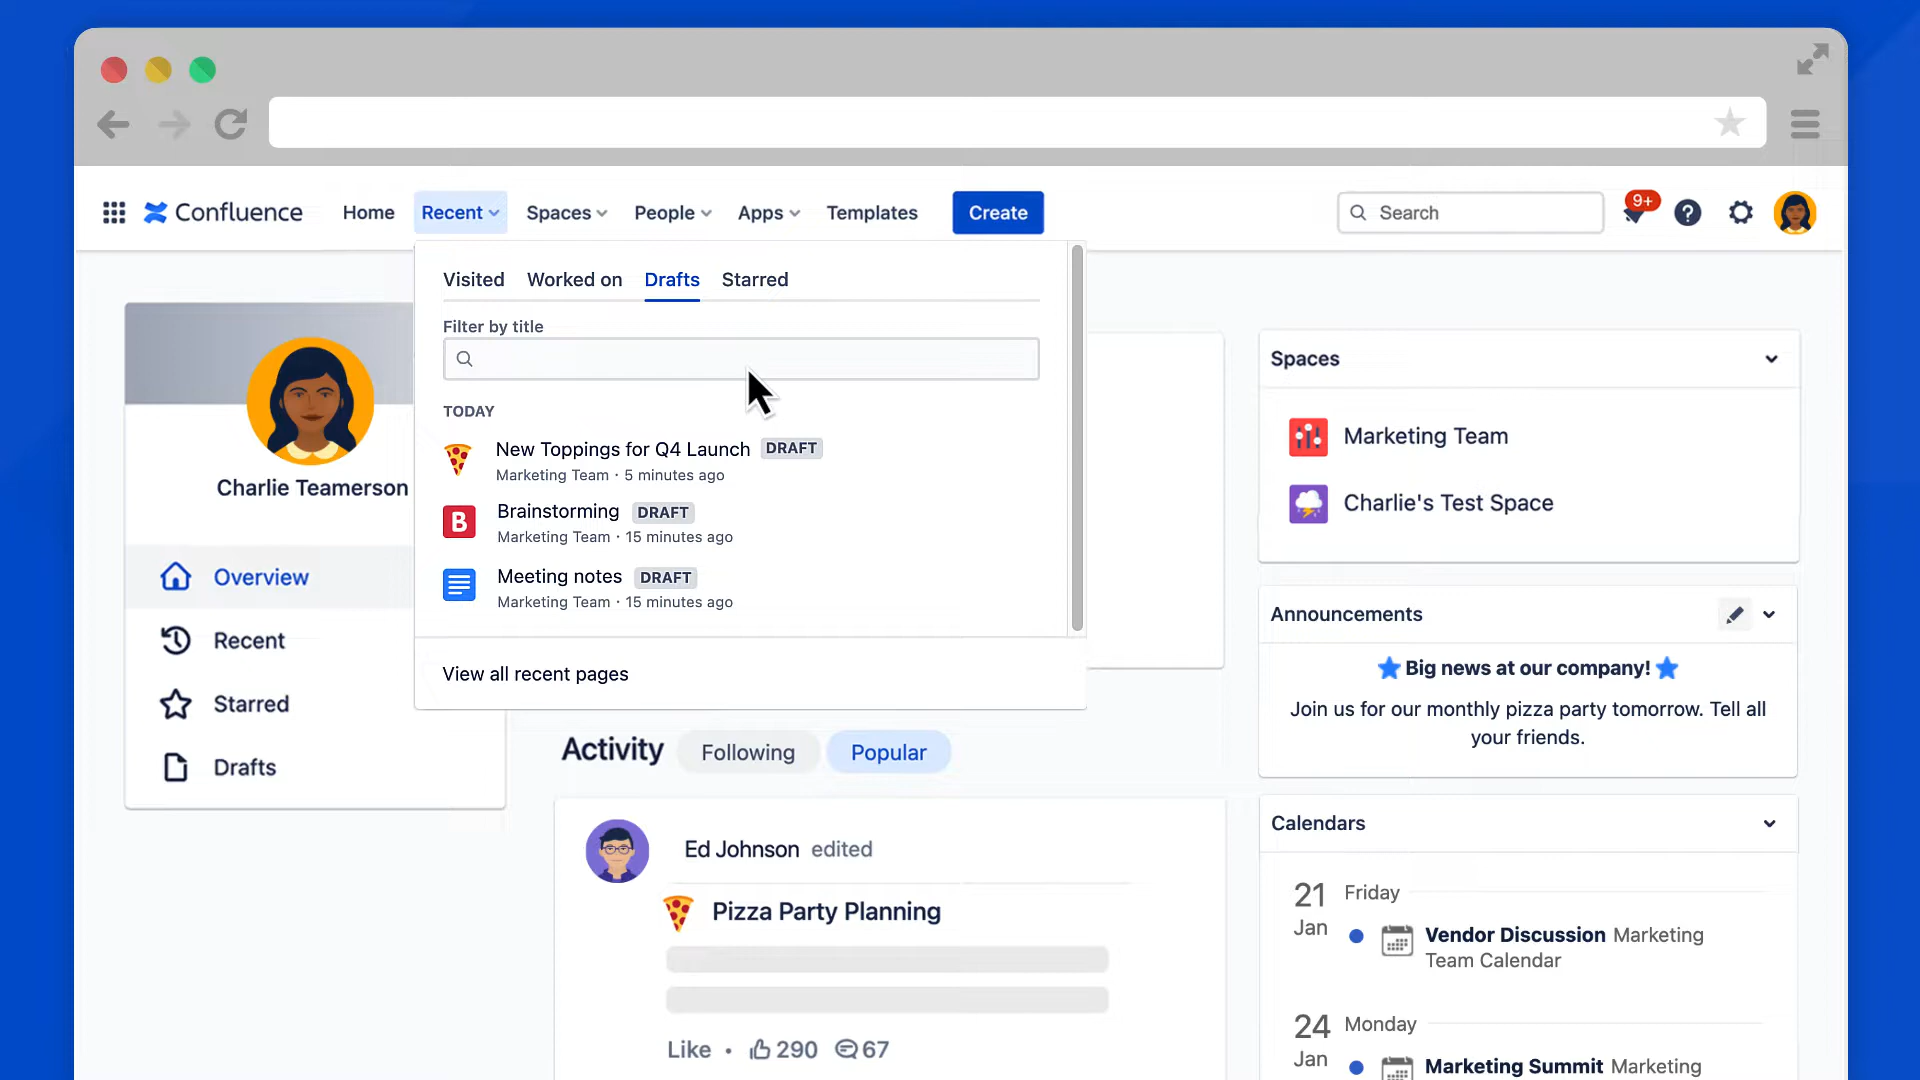 Confluence
Home
Recent
Spaces
People
Apps
Templates
Create
Search
9+
Visited
Worked on
Drafts
Starred
Filter by title
TODAY
New Toppings for Q4 Launch DRAFT
Marketing Team · 5 minutes ago
B
Brainstorming DRAFT
Marketing Team · 15 minutes ago
Meeting notes DRAFT
Marketing Team · 15 minutes ago
View all recent pages
Charlie Teamerson
Overview
Recent
Starred
Drafts
Activity
Following
Popular
Ed Johnson edited
Pizza Party Planning
Like • 290 67
Spaces
Marketing Team
Charlie's Test Space
Announcements
Big news at our company!
Join us for our monthly pizza party tomorrow. Tell all
your friends.
Calendars
21 Friday
Jan
Vendor Discussion Marketing
Team Calendar
24 Monday
Jan
Marketing Summit Marketing